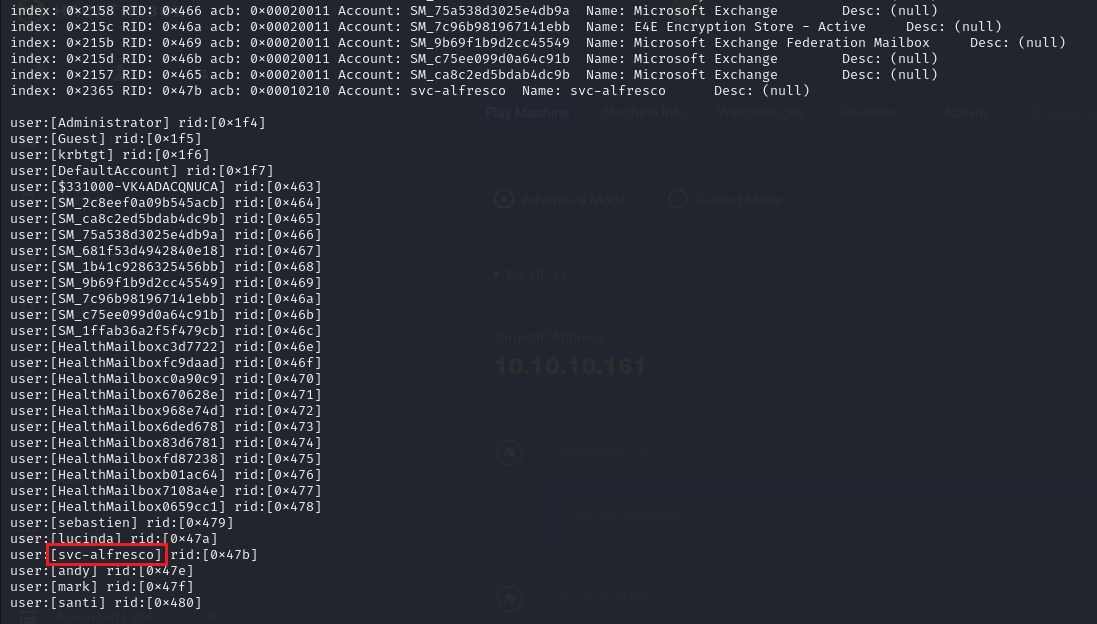 index: 0×2158 RID: 0×466 acb: 0×00020011 Account: SM_75a538d3025e4db9a Name: Microsoft Exchange Desc: (null)
index: 0×215c RID: 0×46a acb: 0×00020011 Account: SM_7c96b981967141ebb Name: E4E Encryption Store - Active Desc: (null)
index: 0×215b RID: 0×469 acb: 0×00020011 Account: SM_9b69f1b9d2cc45549 Name: Microsoft Exchange Federation Mailbox Desc: (null)
index: 0×215d RID: 0×46b acb: 0×00020011 Account: SM_c75ee099d0a64c91b Name: Microsoft Exchange Desc: (null)
index: 0×2157 RID: 0×465 acb: 0×00020011 Account: SM_ca8c2ed5bdab4dc9b Name: Microsoft Exchange Desc: (null)
index: 0×2365 RID: 0×47b acb: 0×00010210 Account: svc-alfresco Name: svc-alfresco Desc: (null)
Play Machine Machine Info Walkthroughs Reviews Activity
user:[Administrator] rid:[0×1f4]
user:[Guest] rid:[0×1f5]
user:[krbtgt] rid:[0×1f6]
user:[DefaultAccount] rid:[0×1f7]
user:[$331000-VK4ADACQNUCA] rid:[0×463]
user:[SM_2c8eef0a09b545acb] rid:[0×464]
Adventure Mode Guided Mode
user:[SM_ca8c2ed5bdab4dc9b] rid:[0×465]
user:[SM_75a538d3025e4db9a] rid:[0×466]
user:[SM_681f53d4942840e18] rid:[0×467]
user:[SM_1b41c9286325456bb] rid:[0×468]
EU VIP 11
user:[SM_9b69f1b9d2cc45549] rid:[0×469]
user:[SM_7c96b981967141ebb] rid:[0×46a]
user:[SM_c75ee099d0a64c91b] rid:[0×46b]
user:[SM_1ffab36a2f5f479cb] rid:[0×46c]
Target IP Address
user:[HealthMailboxc3d7722] rid:[0×46e]
user:[HealthMailboxfc9daad] rid:[0×46f]
10.10.10.161
user:[HealthMailboxc0a90c9] rid:[0×470]
user:[HealthMailbox670628e] rid:[0×471]
user:[HealthMailbox968e74d] rid:[0×472]
user:[HealthMailbox6ded678] rid:[0×473]
user:[HealthMailbox83d6781] rid:[0×474]
user:[HealthMailboxfd87238] rid:[0×475]
user:[HealthMailboxb01ac64] rid:[0×476]
user:[HealthMailbox7108a4e] rid:[0×477]
user:[HealthMailbox0659cc1] rid:[0×478]
user:[sebastien] rid:[0×479]
user:[lucinda] rid:[0×47a]
user:[svc-alfresco] rid:[0×47b]
user:[andy] rid:[0×47e]
user:[mark] rid:[0×47f]
user:[santi] rid:[0×480]
Advanced Labs